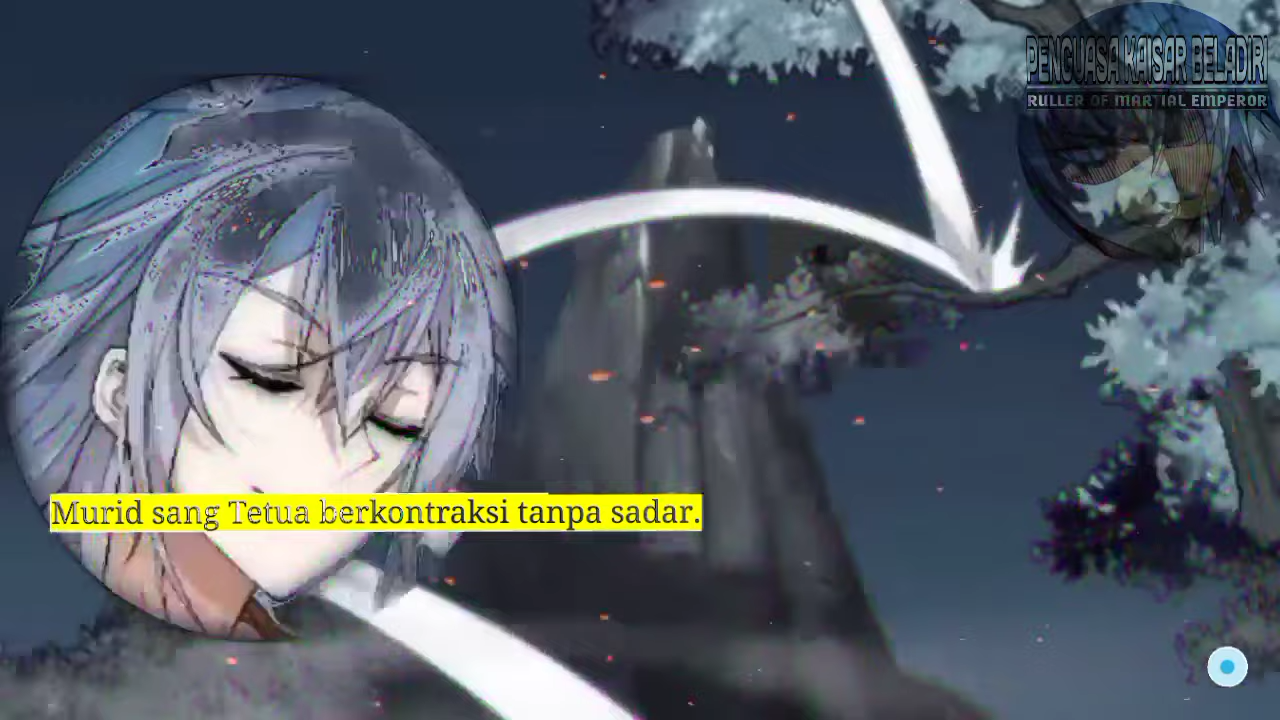 PENGUASA KAISAR BELADIRI
RULLER OF MARTIAL EMPEROR
Murid sang Tetua berkontraksi tanpa sadar.